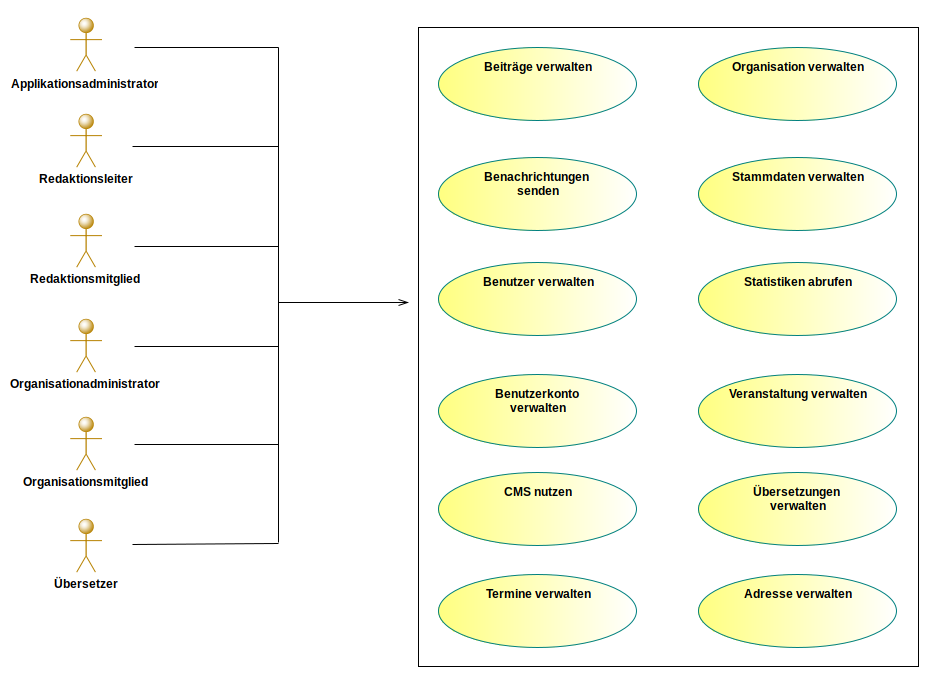 Applikationsadministrator
Redaktionsleiter
Redaktionsmitglied
Organisationadministrator
Organisationsmitglied
Übersetzer
Beiträge verwalten
Organisation verwalten
Benachrichtungen
senden
Stammdaten verwalten
Benutzer verwalten
Statistiken abrufen
Benutzerkonto
verwalten
Veranstaltung verwalten
CMS nutzen
Übersetzungen
verwalten
Termine verwalten
Adresse verwalten